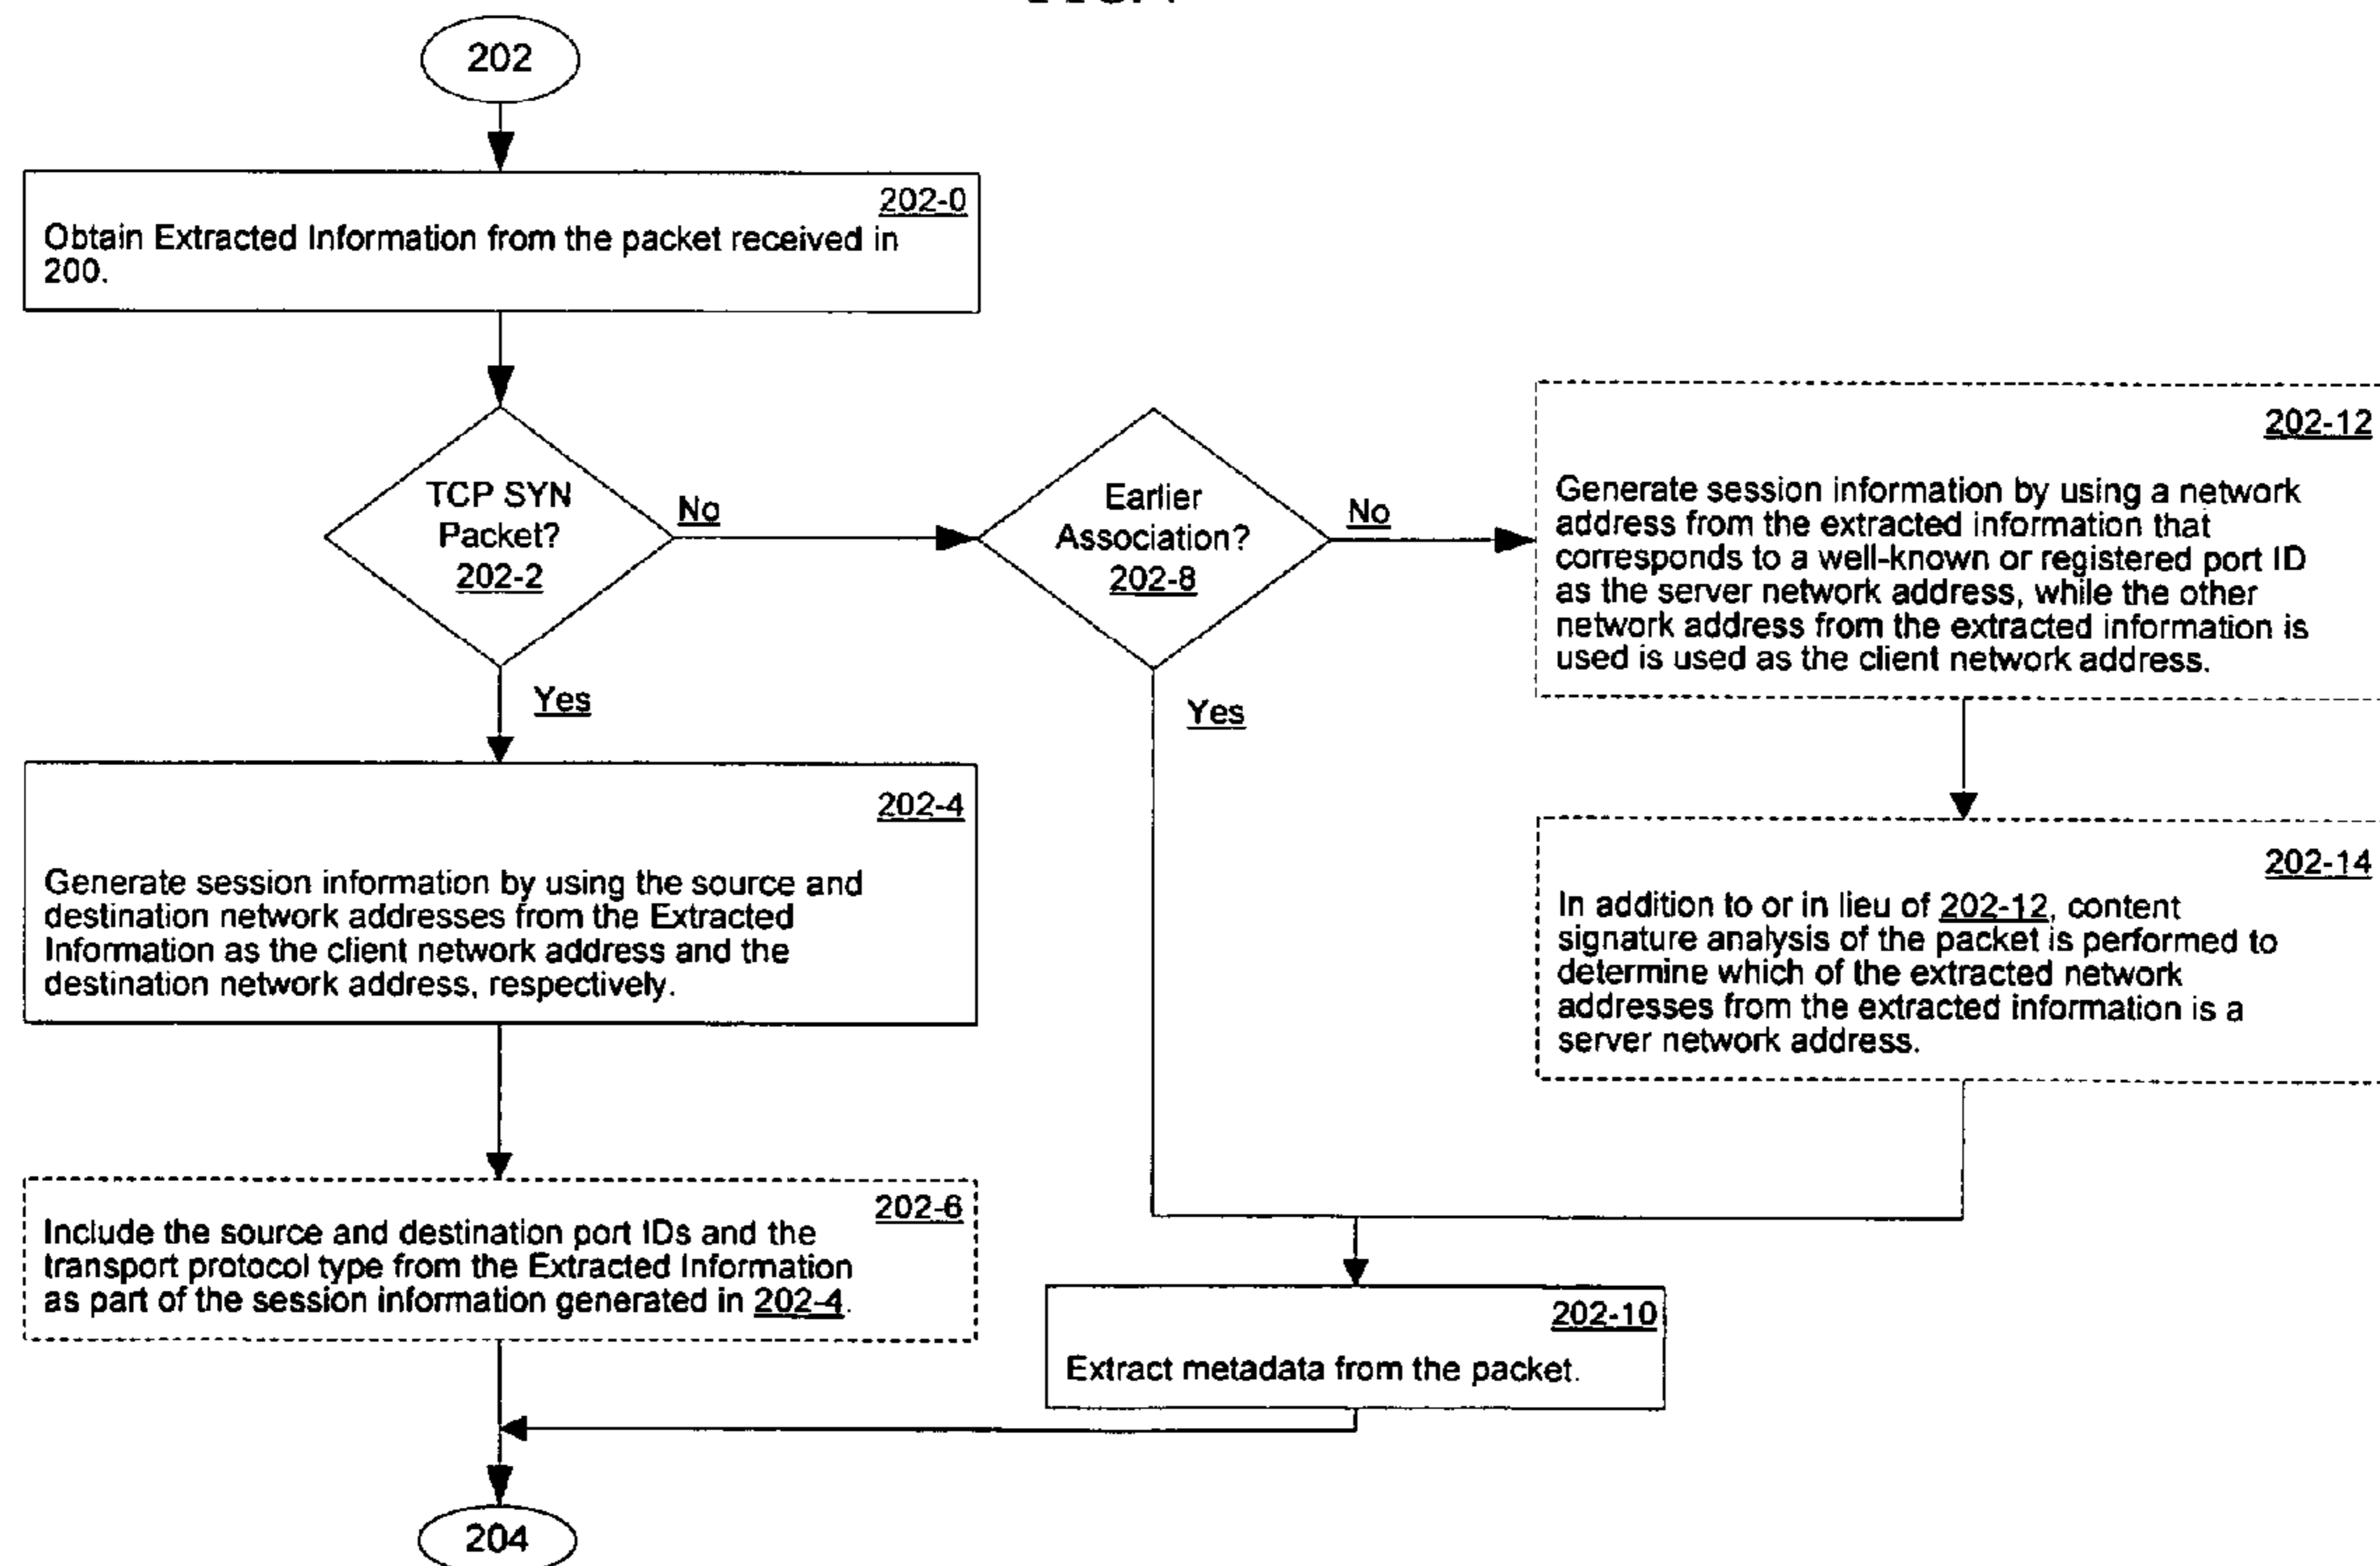 202
202-0
Obtain Extracted Information from the packet received in
200.
TCP SYN
Packet?
202-2
No
Yes
Earlier
Association?
202-8
No
Yes
202-12
Generate session information by using a network
address from the extracted information that
corresponds to a well-known or registered port ID
as the server network address, while the other
network address from the extracted information is
used is used as the client network address.
202-4
Generate session information by using the source and
destination network addresses from the Extracted
Information as the client network address and the
destination network address, respectively.
202-14
In addition to or in lieu of 202-12, content
signature analysis of the packet is performed to
determine which of the extracted network
addresses from the extracted information is a
server network address.
202-6
Include the source and destination port IDs and the
transport protocol type from the Extracted Information
as part of the session information generated in 202-4.
202-10
Extract metadata from the packet.
204